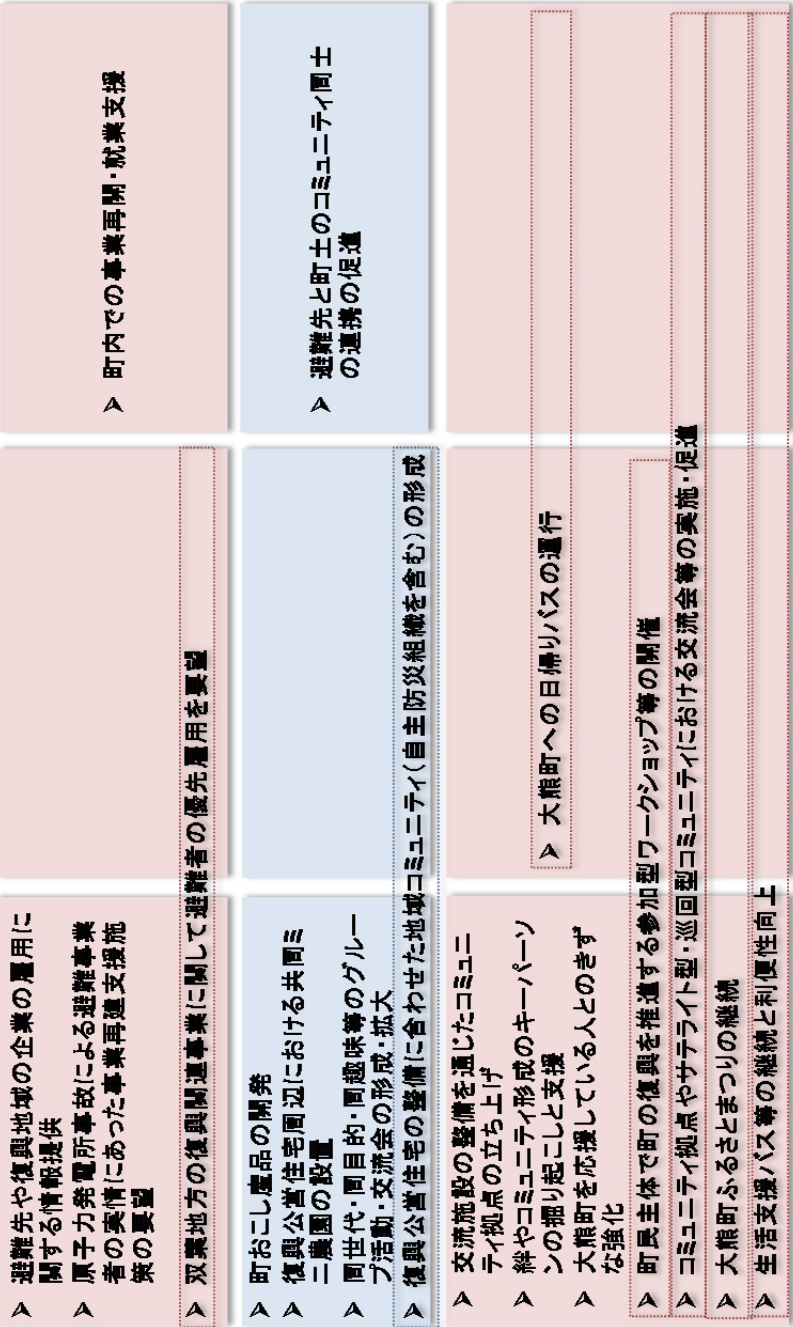 ➢ 避難先や復興地域の企業の雇用に
関する情報提供
➢ 原子力発電所事故による避難事業
者の実情にあった事業再建支援施
策の要望
➢ 双葉地方の復興関連事業に関して避難者の優先雇用を要望
➢ 町内での事業再開・就業支援
➢ 町おこし産品の開発
➢ 復興公営住宅周辺における共同ミ
ニ農園の設置
➢ 同世代・同目的・同趣味等のグルー
プ活動・交流会の形成・拡大
➢ 復興公営住宅の整備に合わせた地域コミュニティ(自主防災組織を含む)の形成
➢ 避難先と町土のコミュニティ同士
の連携の促進
➢ 交流施設の整備を通じたコミュニ
ティ拠点の立ち上げ
➢ 絆やコミュニティ形成のキーパーソ
ンの掘り起こしと支援
➢ 大熊町を応援している人とのきず
な強化
➢ 大熊町への日帰りバスの運行
➢ 町民主体で町の復興を推進する参加型ワークショップ等の開催
➢ コミュニティ拠点やサテライト型・巡回型コミュニティにおける交流会等の実施・促進
➢ 大熊町ふるさとまつりの継続
➢ 生活支援バス等の継続と利便性向上